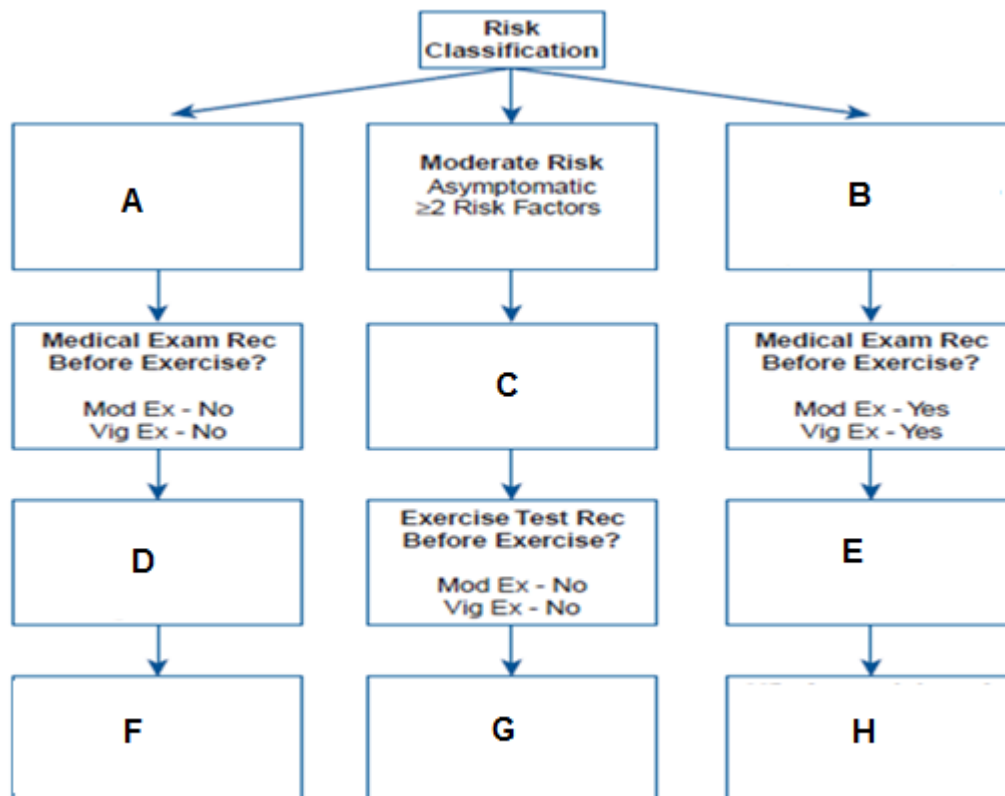 Risk
Classification
A
Moderate Risk
Asymptomatic
≥2 Risk Factors
B
Medical Exam Rec
Before Exercise?
Mod Ex - No
Vig Ex - No
C
Medical Exam Rec
Before Exercise?
Mod Ex - Yes
Vig Ex - Yes
D
Exercise Test Rec
Before Exercise?
Mod Ex - No
Vig Ex - No
E
F
G
H